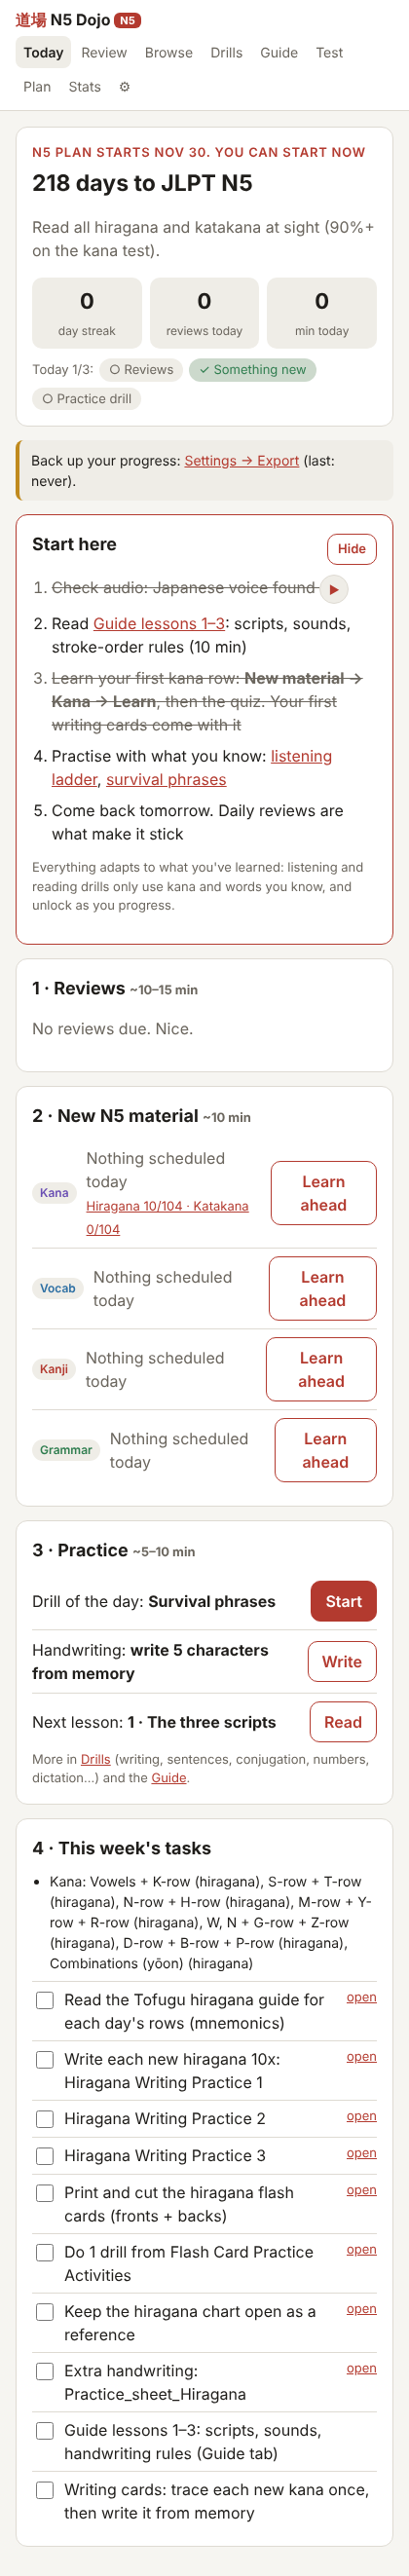 道場 N5 Dojo N5
Today Review Browse Drills Guide Test
Plan Stats ⚙
N5 PLAN STARTS NOV 30. YOU CAN START NOW
218 days to JLPT N5
Read all hiragana and katakana at sight (90%+
on the kana test).
0 0 0
day streak reviews today min today
Today 1/3: ○ Reviews ✓ Something new
○ Practice drill
Back up your progress: Settings → Export (last:
never).
Start here Hide
1. Check audio: Japanese voice found ▶
2. Read Guide lessons 1–3: scripts, sounds,
stroke-order rules (10 min)
3. Learn your first kana row: New material →
Kana → Learn, then the quiz. Your first
writing cards come with it
4. Practise with what you know: listening
ladder, survival phrases
5. Come back tomorrow. Daily reviews are
what make it stick
Everything adapts to what you've learned: listening and
reading drills only use kana and words you know, and
unlock as you progress.
1 · Reviews ~10–15 min
No reviews due. Nice.
2 · New N5 material ~10 min
Kana Nothing scheduled
today
Hiragana 10/104 · Katakana
0/104
Learn
ahead
Vocab Nothing scheduled
today
Learn
ahead
Kanji Nothing scheduled
today
Learn
ahead
Grammar Nothing scheduled
today
Learn
ahead
3 · Practice ~5–10 min
Drill of the day: Survival phrases Start
Handwriting: write 5 characters
from memory
Write
Next lesson: 1 · The three scripts Read
More in Drills (writing, sentences, conjugation, numbers,
dictation…) and the Guide.
4 · This week's tasks
• Kana: Vowels + K-row (hiragana), S-row + T-row
(hiragana), N-row + H-row (hiragana), M-row + Y-
row + R-row (hiragana), W, N + G-row + Z-row
(hiragana), D-row + B-row + P-row (hiragana),
Combinations (yōon) (hiragana)
Read the Tofugu hiragana guide for open
each day's rows (mnemonics)
Write each new hiragana 10x: open
Hiragana Writing Practice 1
Hiragana Writing Practice 2 open
Hiragana Writing Practice 3 open
Print and cut the hiragana flash open
cards (fronts + backs)
Do 1 drill from Flash Card Practice open
Activities
Keep the hiragana chart open as a open
reference
Extra handwriting: open
Practice_sheet_Hiragana
Guide lessons 1–3: scripts, sounds,
handwriting rules (Guide tab)
Writing cards: trace each new kana once,
then write it from memory